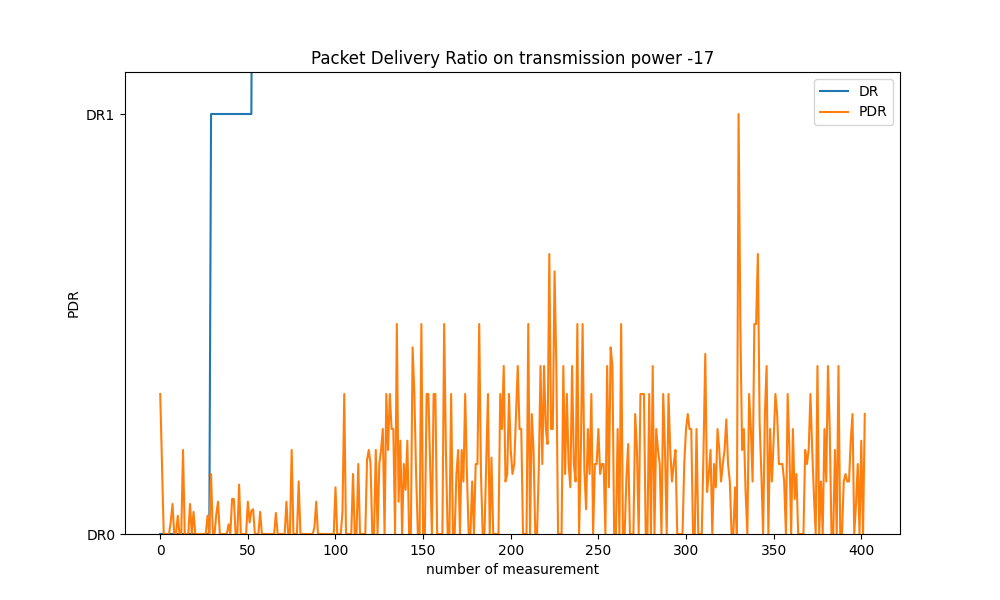 Packet Delivery Ratio on transmission power -17
DR1
DR0
PDR
DR
PDR
0 50 100 150 200 250 300 350 400
number of measurement